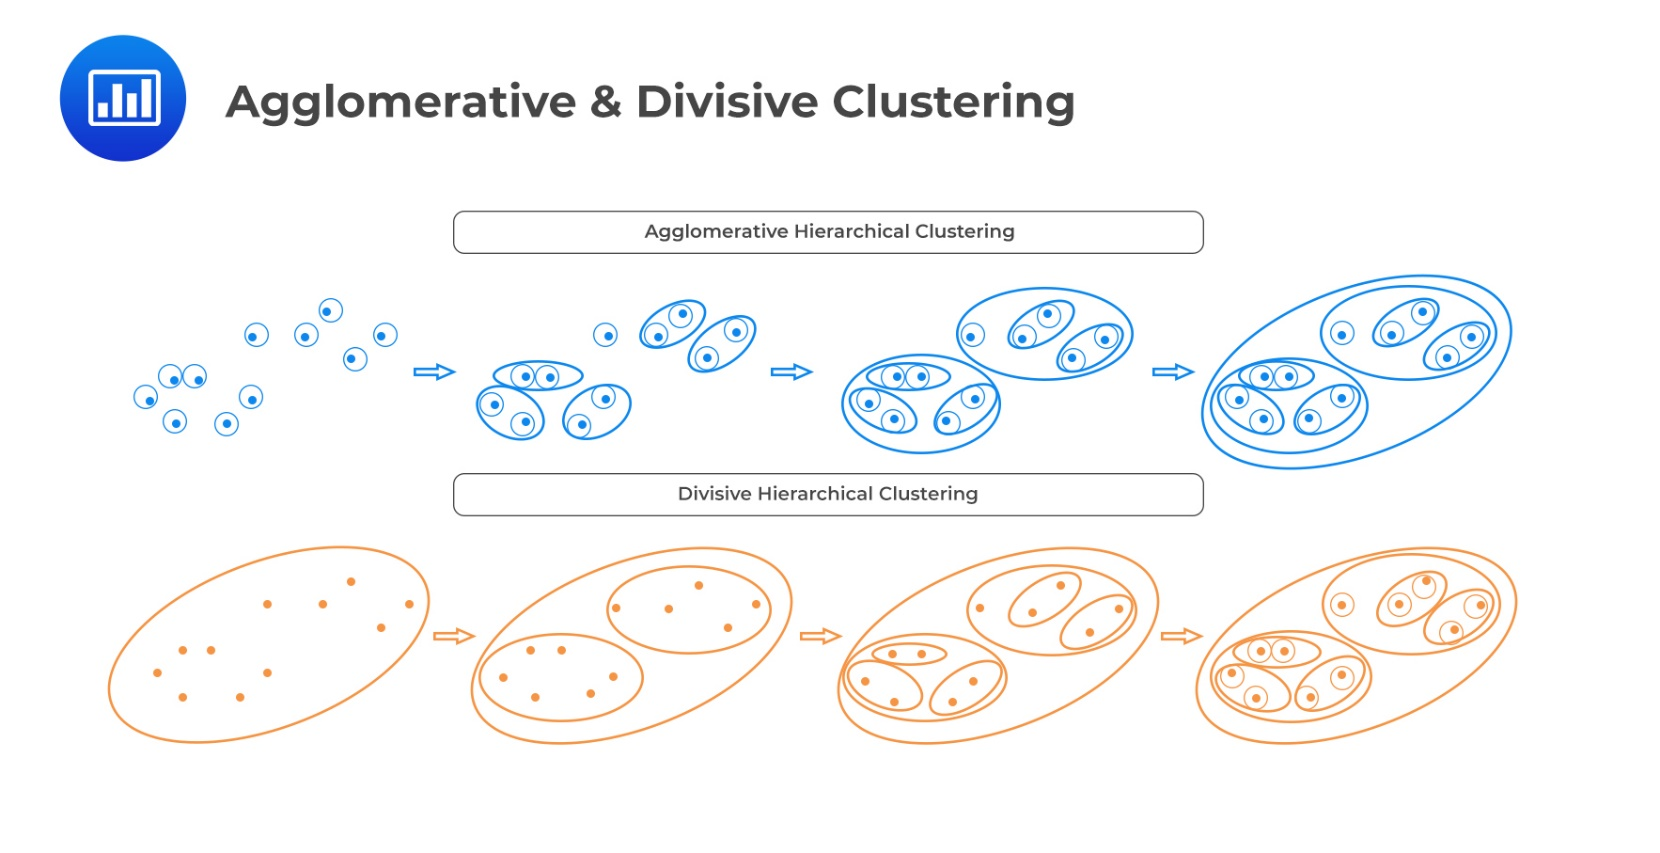 Agglomerative & Divisive Clustering
Agglomerative Hierarchical Clustering
Divisive Hierarchical Clustering